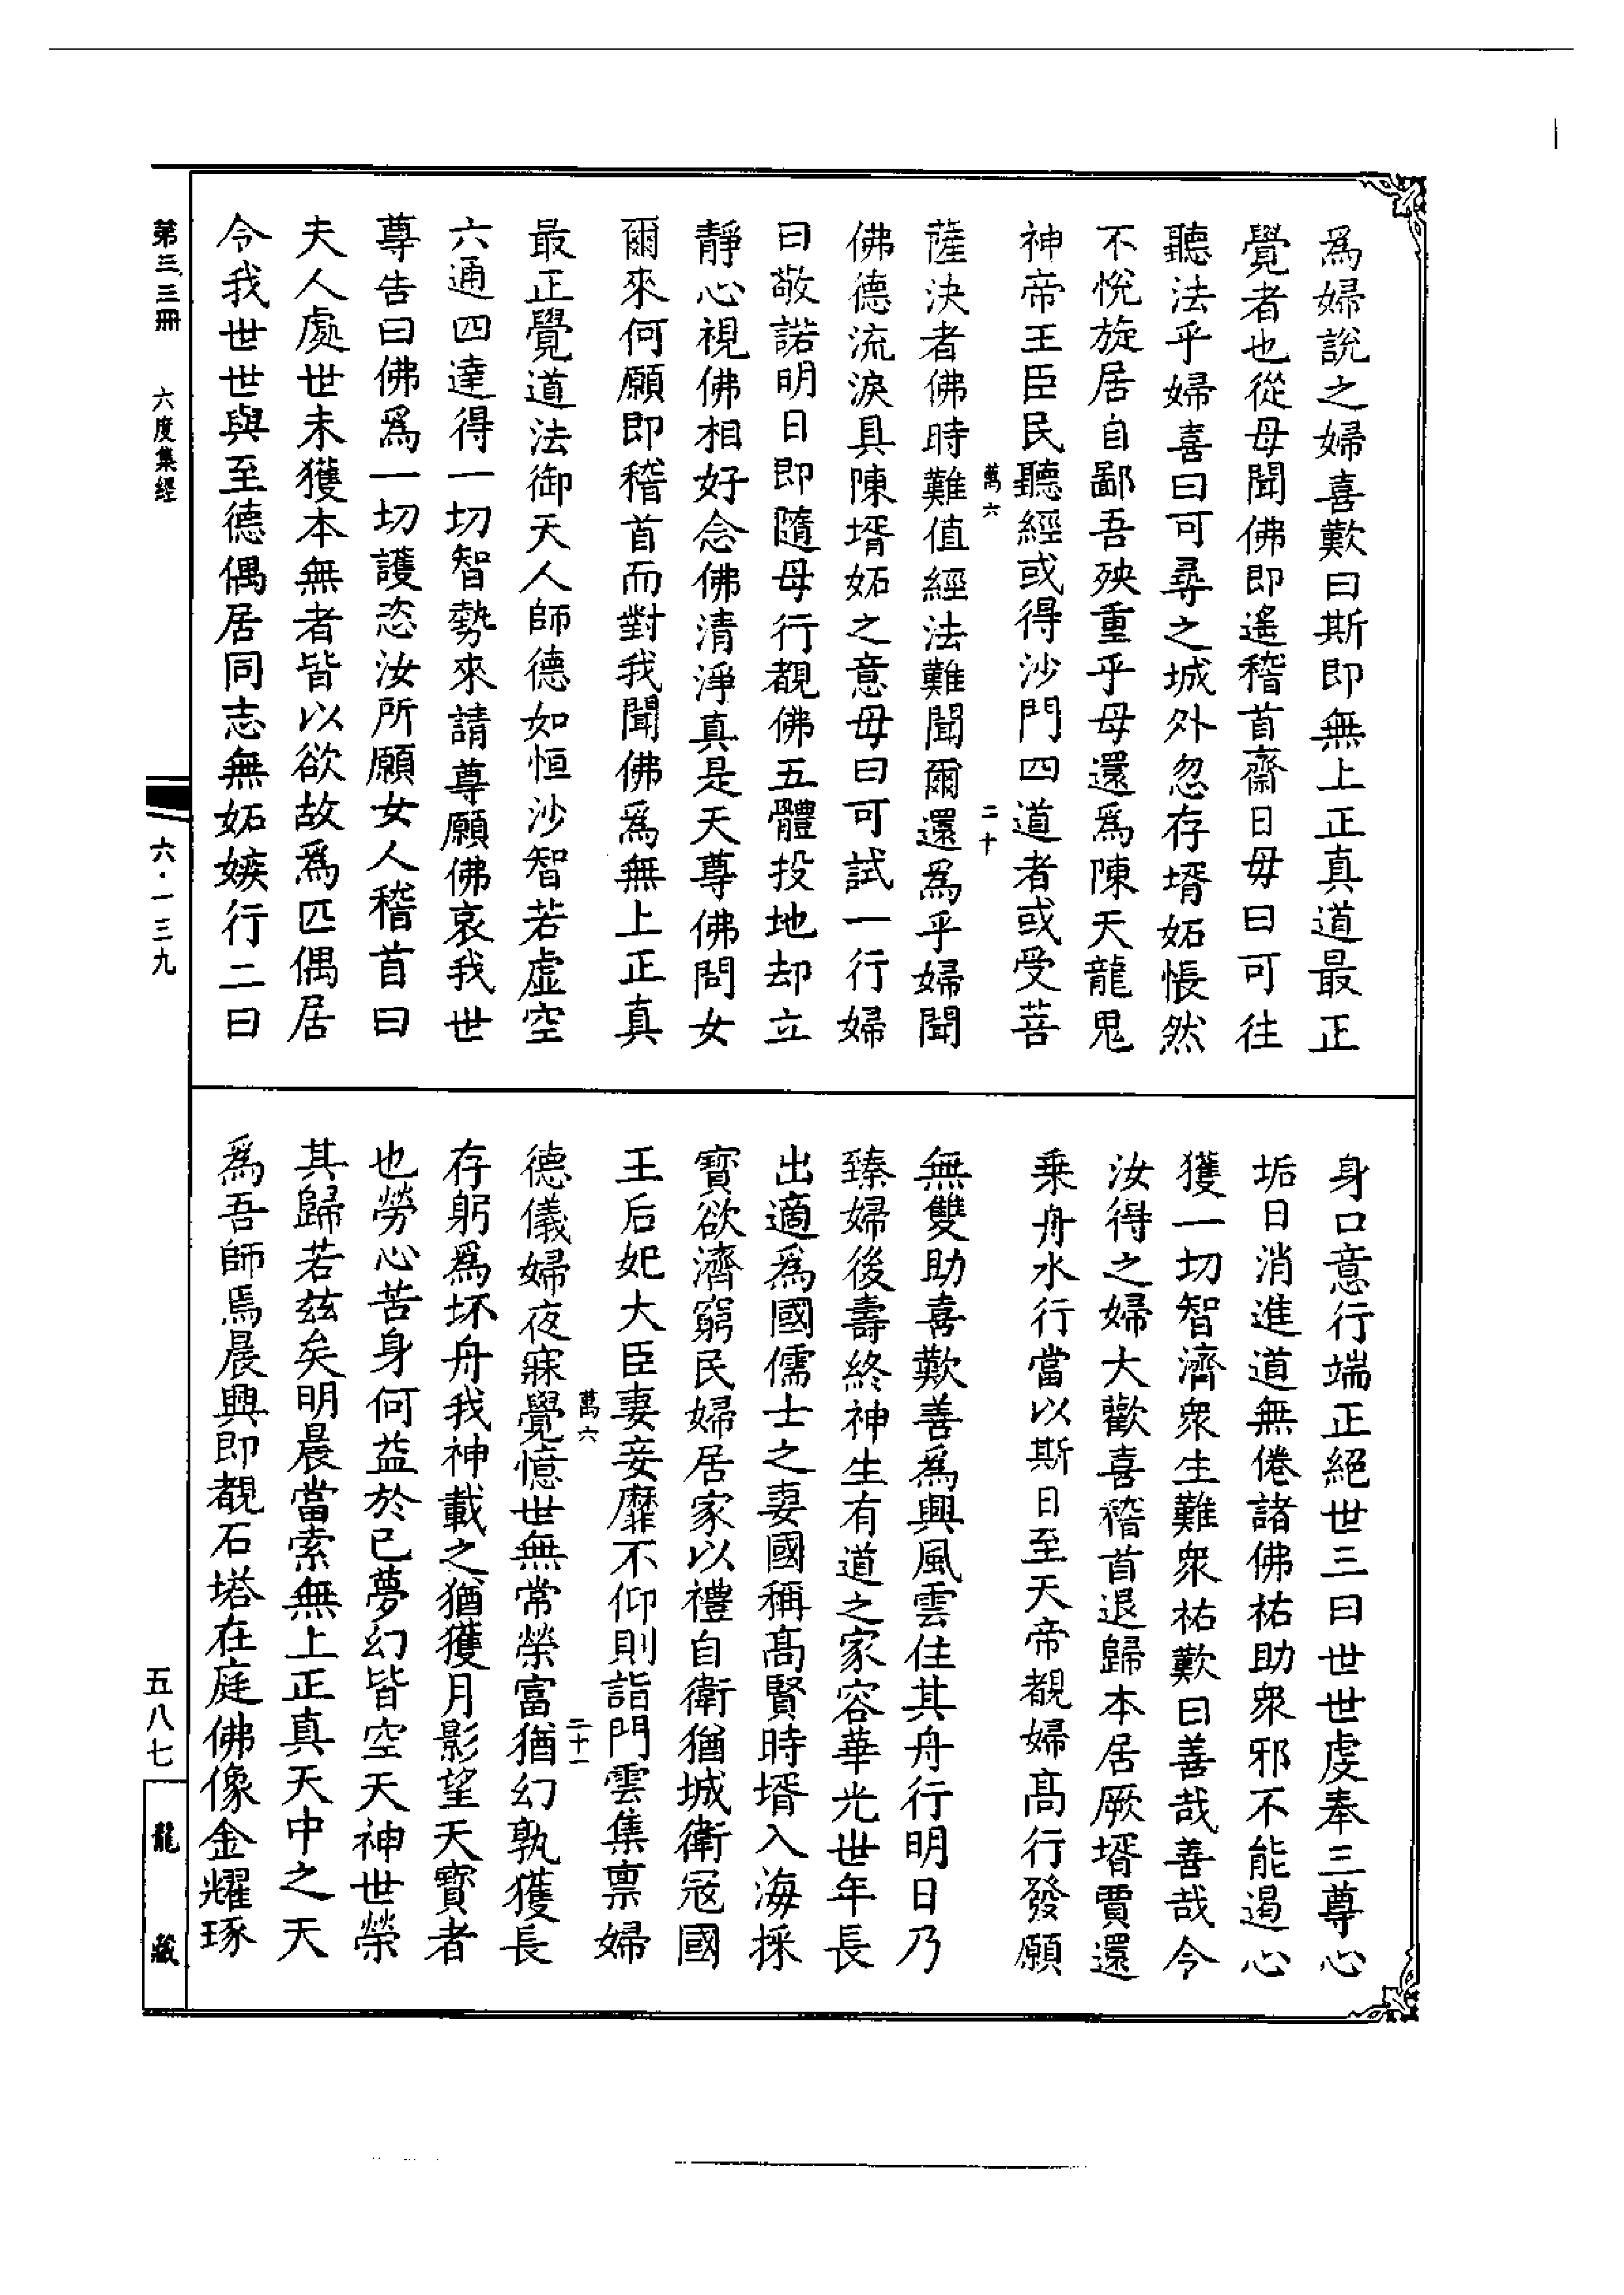 為婦說之婦喜歎曰斯即無上正真道最正
覺者也從母聞佛即遙稽首齋日母曰可往
聽法乎婦喜曰可尋之城外忽存壻妬悵然
不悅旋居自鄙吾殃重乎母還為陳天龍鬼
神帝王臣民聽經或得沙門四道者或受菩
萬六
二十
薩決者佛時難值經法難聞爾還為乎婦聞
佛德流淚具陳壻妬之意母曰可試一行婦
曰敬諾明日即隨母行覩佛五體投地却立
靜心視佛相好念佛清淨真是天尊佛問女
爾來何願即稽首而對我聞佛為無上正真
最正覺道法御天人師德如恒沙智若虛空
六通四達得一切智勢來請尊願佛哀我世
尊告曰佛為一切護恣汝所願女人稽首曰
夫人處世未獲本無者皆以欲故為匹偶居
令我世世與至德偶居同志無妬嫉行二曰
身口意行端正絕世三曰世世虔奉三尊心
垢日消進道無倦諸佛祐助衆邪不能遏心
獲一切智濟衆生難衆祐歎曰善哉善哉令
汝得之婦大歡喜稽首退歸本居厥壻賈還
乗舟水行當以斯日至天帝覩婦高行發願
無雙助喜歎善為興風雲住其舟行明日乃
臻婦後壽終神生有道之家容華光世年長
出適為國儒士之妻國稱高賢時壻入海採
寶欲濟窮民婦居家以禮自衛猶城衛宼國
王后妃大臣妻妾靡不仰則詣門雲集禀婦
萬六
二十一
德儀婦夜寐覺憶世無常榮富猶幻孰獲長
存躬為坏舟我神載之猶獲月影望天寶者
也勞心苦身何益於已夢幻皆空天神世榮
其歸若茲矣明晨當索無上正真天中之天
為吾師焉晨興即覩石塔在庭佛像金耀琢
第三三冊
六度集經
六·一三九
五八七
龍藏